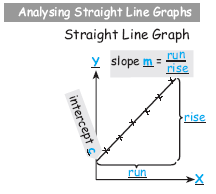 Analysing Straight Line Graphs
Straight Line Graph
y
slope m = run
rise
intercept c
rise
run
x